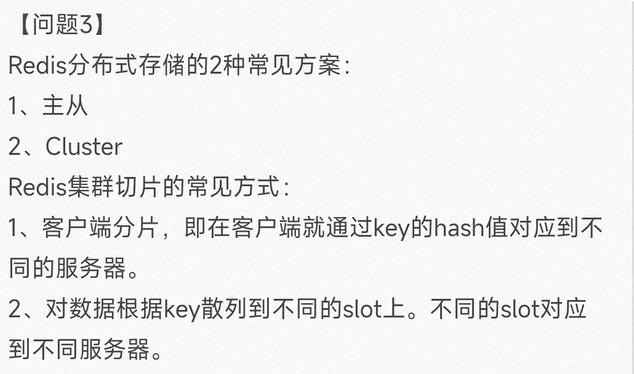 【问题3】
Redis分布式存储的2种常见方案：
1、主从
2、Cluster
Redis集群切片的常见方式：
1、客户端分片，即在客户端就通过key的hash值对应到不
同的服务器。
2、对数据根据key散列到不同的slot上。不同的slot对应
到不同服务器。